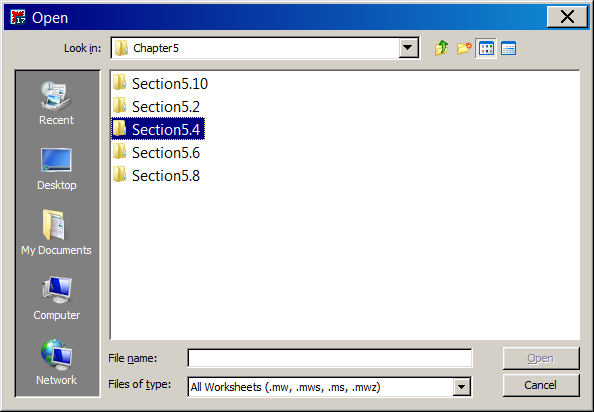 17 Open
Look in: Chapter5
Section5.10
Section5.2
Section5.4
Section5.6
Section5.8
Recent
Desktop
My Documents
Computer
Network
File name: Open
Files of type: All Worksheets (.mw, .mws, .ms, .mwz) Cancel